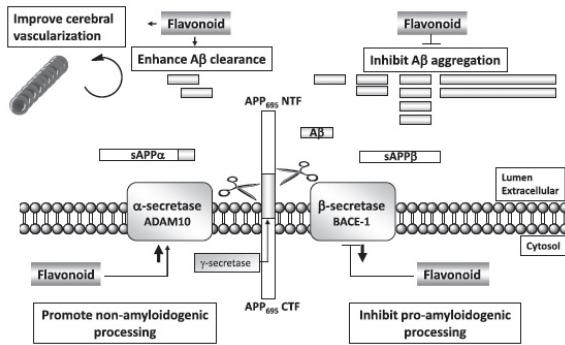 Improve cerebral
vascularization
Flavonoid
Enhance Aβ clearance
Flavonoid
Inhibit Aβ aggregation
APP695 NTF
Aβ
sAPPα
sAPPβ
Lumen
Extracellular
α-secretase
ADAM10
β-secretase
BACE-1
Cytosol
Flavonoid
γ-secretase
Flavonoid
Promote non-amyloidogenic
processing
APP695 CTF
Inhibit pro-amyloidogenic
processing